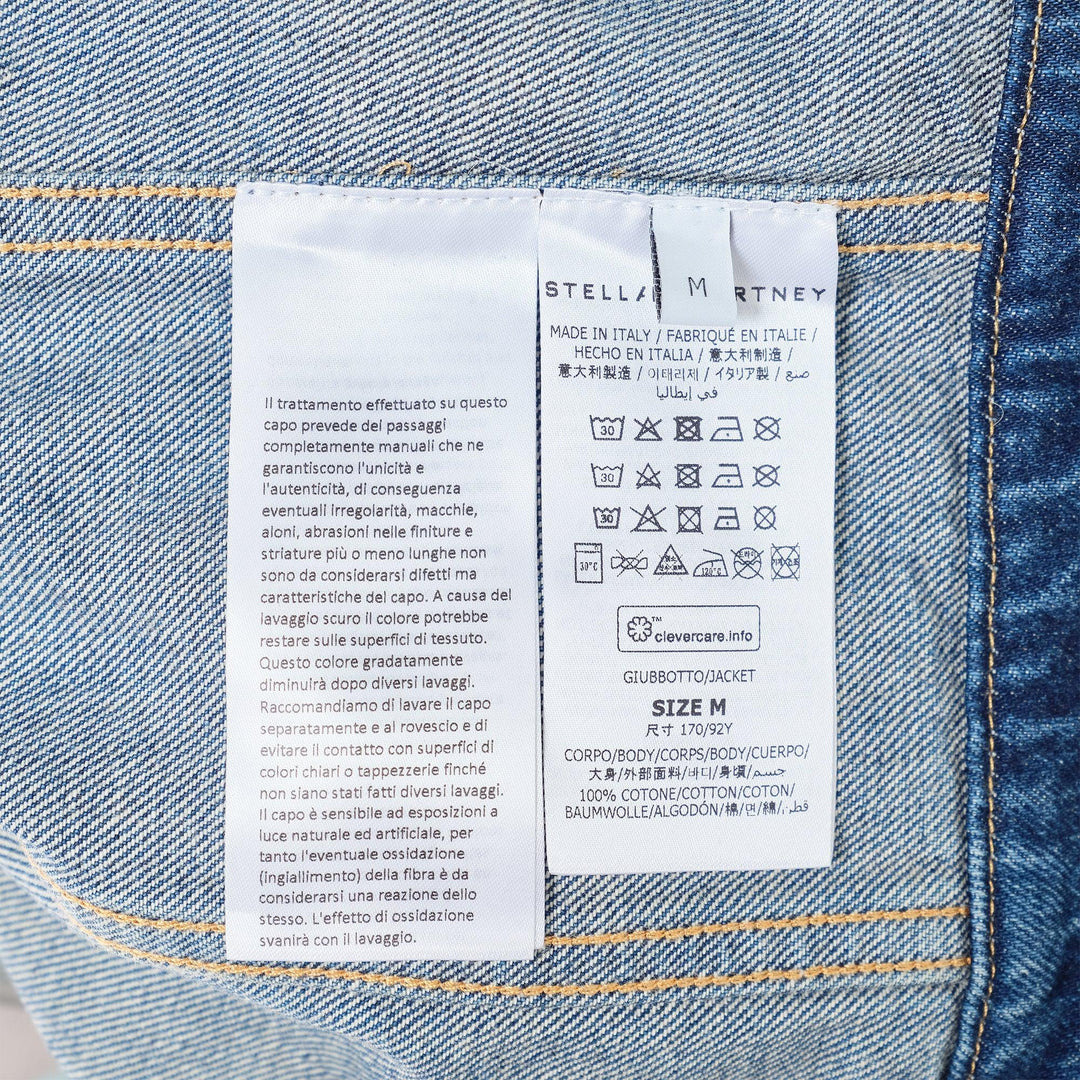 Il trattamento effettuato su questo
capo prevede dei passaggi
completamente manuali che ne
garantiscono l'unicità e
l'autenticità, di conseguenza
eventuali irregolarità, macchie,
aloni, abrasioni nelle finiture e
striature più o meno lunghe non
sono da considerarsi difetti ma
caratteristiche del capo. A causa del
lavaggio scuro il colore potrebbe
restare sulle superfici di tessuto.
Questo colore gradatamente
diminuirà dopo diversi lavaggi.
Raccomandiamo di lavare il capo
separatamente e al rovescio e di
evitare il contatto con superfici di
colori chiari o tappezzerie finché
non siano stati fatti diversi lavaggi.
Il capo è sensibile ad esposizioni a
luce naturale ed artificiale, per
tanto l'eventuale ossidazione
(ingiallimento) della fibra è da
considerarsi una reazione dello
stesso. L'effetto di ossidazione
svanirà con il lavaggio.
M
STELLA RTNEY
MADE IN ITALY / FABRIQUÉ EN ITALIE /
HECHO EN ITALIA / 意大利制造 /
意大利製造 / 이태리제 / イタリア製 / صنع
في إيطاليا
30
30
30
30°C 120°C
™
clevercare.info
GIUBBOTTO/JACKET
SIZE M
尺寸 170/92Y
CORPO/BODY/CORPS/BODY/CUERPO/
大身/外部面料/바디/身頃/جسم
100% COTONE/COTTON/COTON/
BAUMWOLLE/ALGODÓN/棉/면/綿/قطن